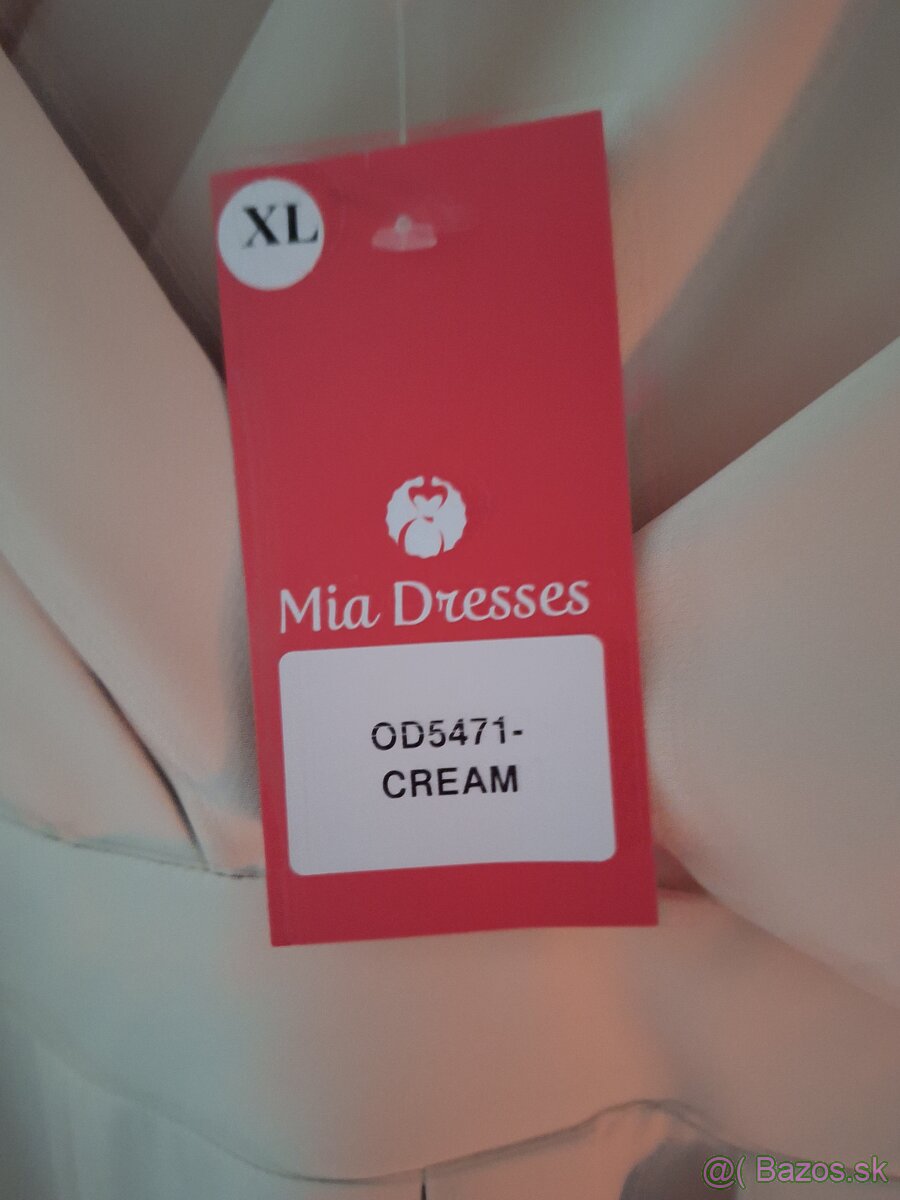 XL
Mia Dresses
OD5471-
CREAM
@( Bazos.sk